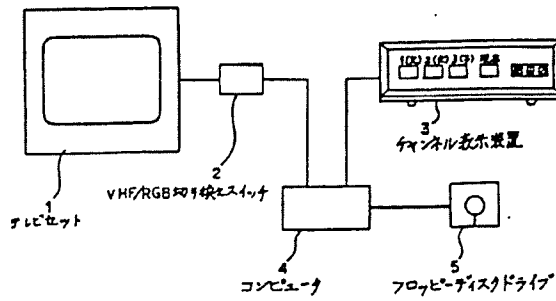 1
テレビセット
2
VHF/RGB切り換えスイッチ
3
チャンネル表示装置
4
コンピュータ
5
フロッピーディスクドライブ